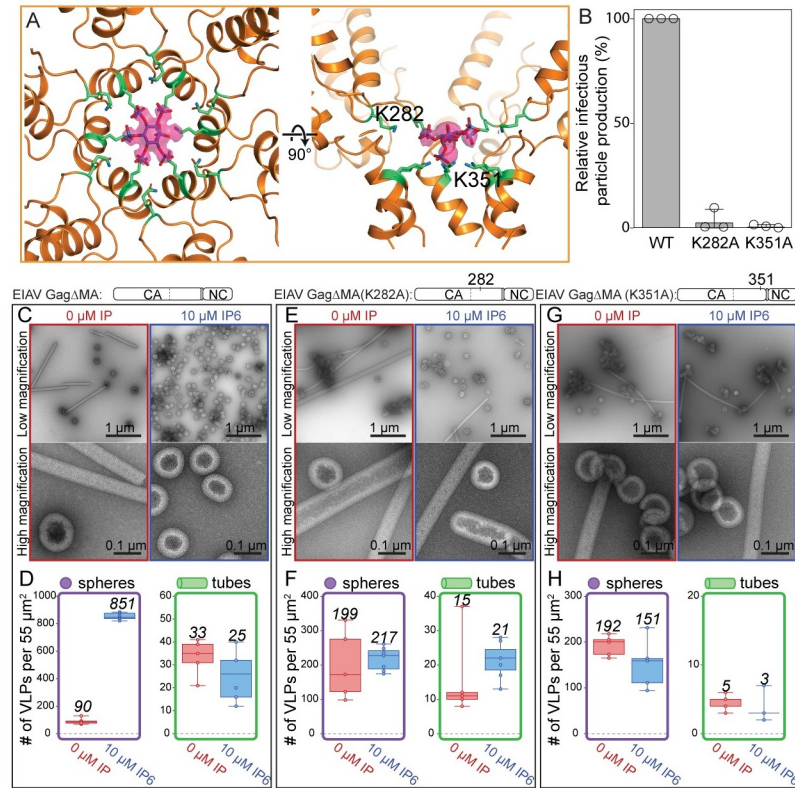 A
K282
90°
K351
B
Relative infectious
particle production (%)
100
50
0
WT
K282A
K351A
EIAV GagΔMA:
CA
NC
EIAV GagΔMA(K282A):
282
CA
NC
EIAV GagΔMA (K351A):
351
CA
NC
C
0 µM IP
10 µM IP6
Low magnification
1 µm
1 µm
High magnification
0.1 µm
0.1 µm
E
0 µM IP
10 µM IP6
Low magnification
1 µm
1 µm
High magnification
0.1 µm
0.1 µm
G
0 µM IP
10 µM IP6
Low magnification
1 µm
1 µm
High magnification
0.1 µm
0.1 µm
D
spheres
tubes
# of VLPs per 55 µm²
1000
800
600
400
200
0
90
851
0 µM IP
10 µM IP6
60
50
40
30
20
10
0
33
25
0 µM IP
10 µM IP6
F
spheres
tubes
# of VLPs per 55 µm²
400
300
200
100
0
199
217
0 µM IP
10 µM IP6
40
30
20
10
0
15
21
0 µM IP
10 µM IP6
H
spheres
tubes
# of VLPs per 55 µm²
300
200
100
0
192
151
0 µM IP
10 µM IP6
20
10
0
5
3
0 µM IP
10 µM IP6